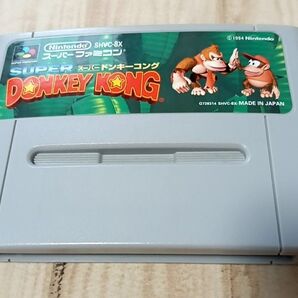 Nintendo SHVC-8X
スーパーファミコン
© 1994 Nintendo
SUPER スーパードンキーコング
DONKEY KONG
SHVC-8X MADE IN JAPAN